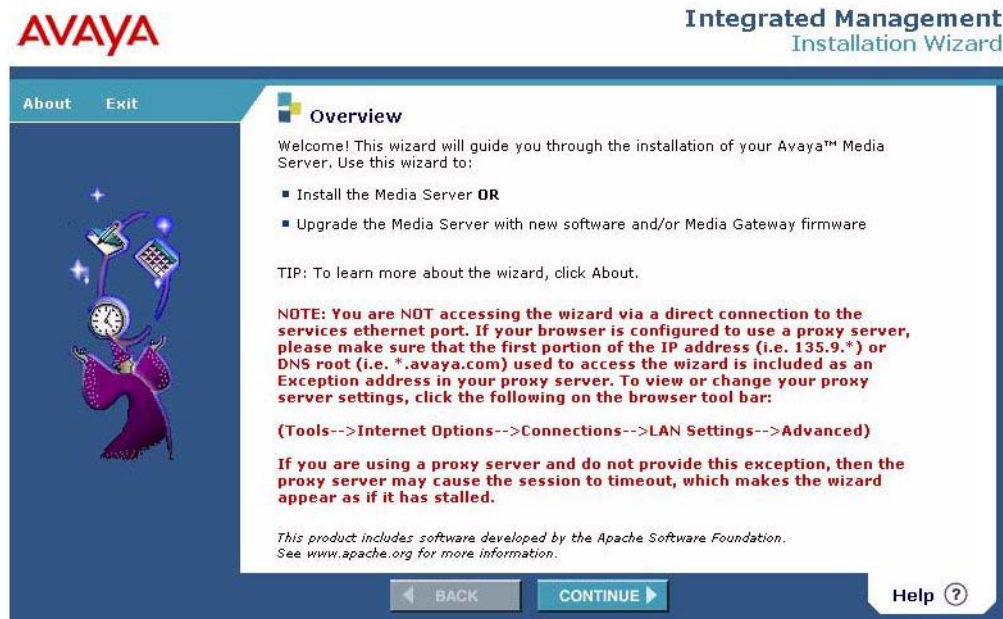 AVAYA
Integrated Management
Installation Wizard
About Exit
Overview
Welcome! This wizard will guide you through the installation of your Avaya™ Media
Server. Use this wizard to:
Install the Media Server OR
Upgrade the Media Server with new software and/or Media Gateway firmware
TIP: To learn more about the wizard, click About.
NOTE: You are NOT accessing the wizard via a direct connection to the
services ethernet port. If your browser is configured to use a proxy server,
please make sure that the first portion of the IP address (i.e. 135.9.*) or
DNS root (i.e. *.avaya.com) used to access the wizard is included as an
Exception address in your proxy server. To view or change your proxy
server settings, click the following on the browser tool bar:
(Tools-->Internet Options-->Connections-->LAN Settings-->Advanced)
If you are using a proxy server and do not provide this exception, then the
proxy server may cause the session to timeout, which makes the wizard
appear as if it has stalled.
This product includes software developed by the Apache Software Foundation.
See www.apache.org for more information.
BACK CONTINUE Help ?